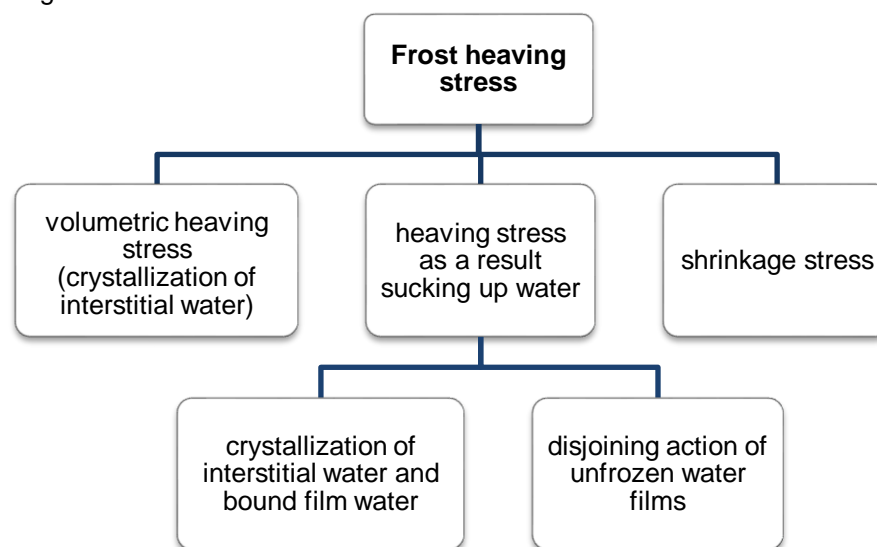 Frost heaving
stress
volumetric heaving
stress
(crystallization of
interstitial water)
heaving stress
as a result
sucking up water
shrinkage stress
crystallization of
interstitial water and
bound film water
disjoining action of
unfrozen water
films